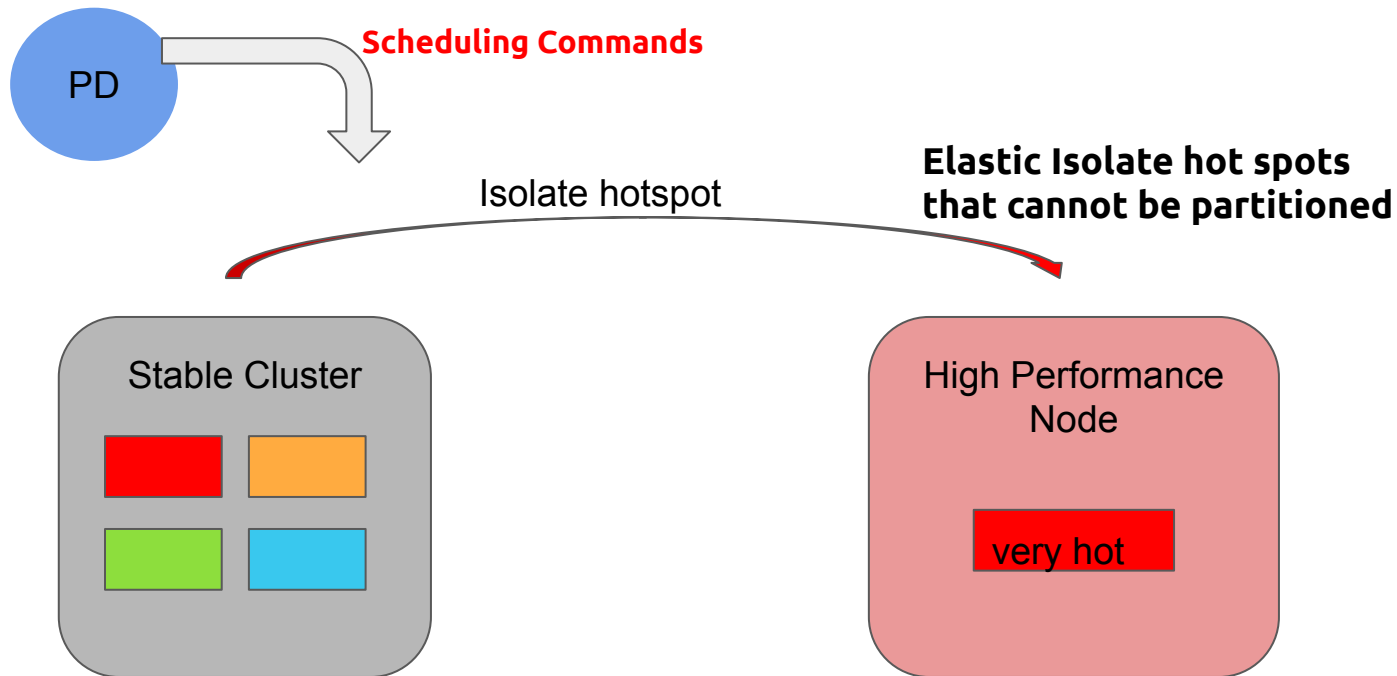 PD
Scheduling Commands
Isolate hotspot
Elastic Isolate hot spots
that cannot be partitioned
Stable Cluster
High Performance
Node
very hot